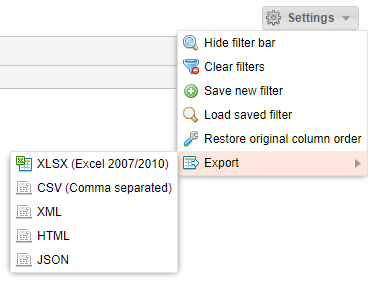 Settings
Hide filter bar
Clear filters
Save new filter
Load saved filter
Restore original column order
Export
XLSX (Excel 2007/2010)
CSV (Comma separated)
XML
HTML
JSON